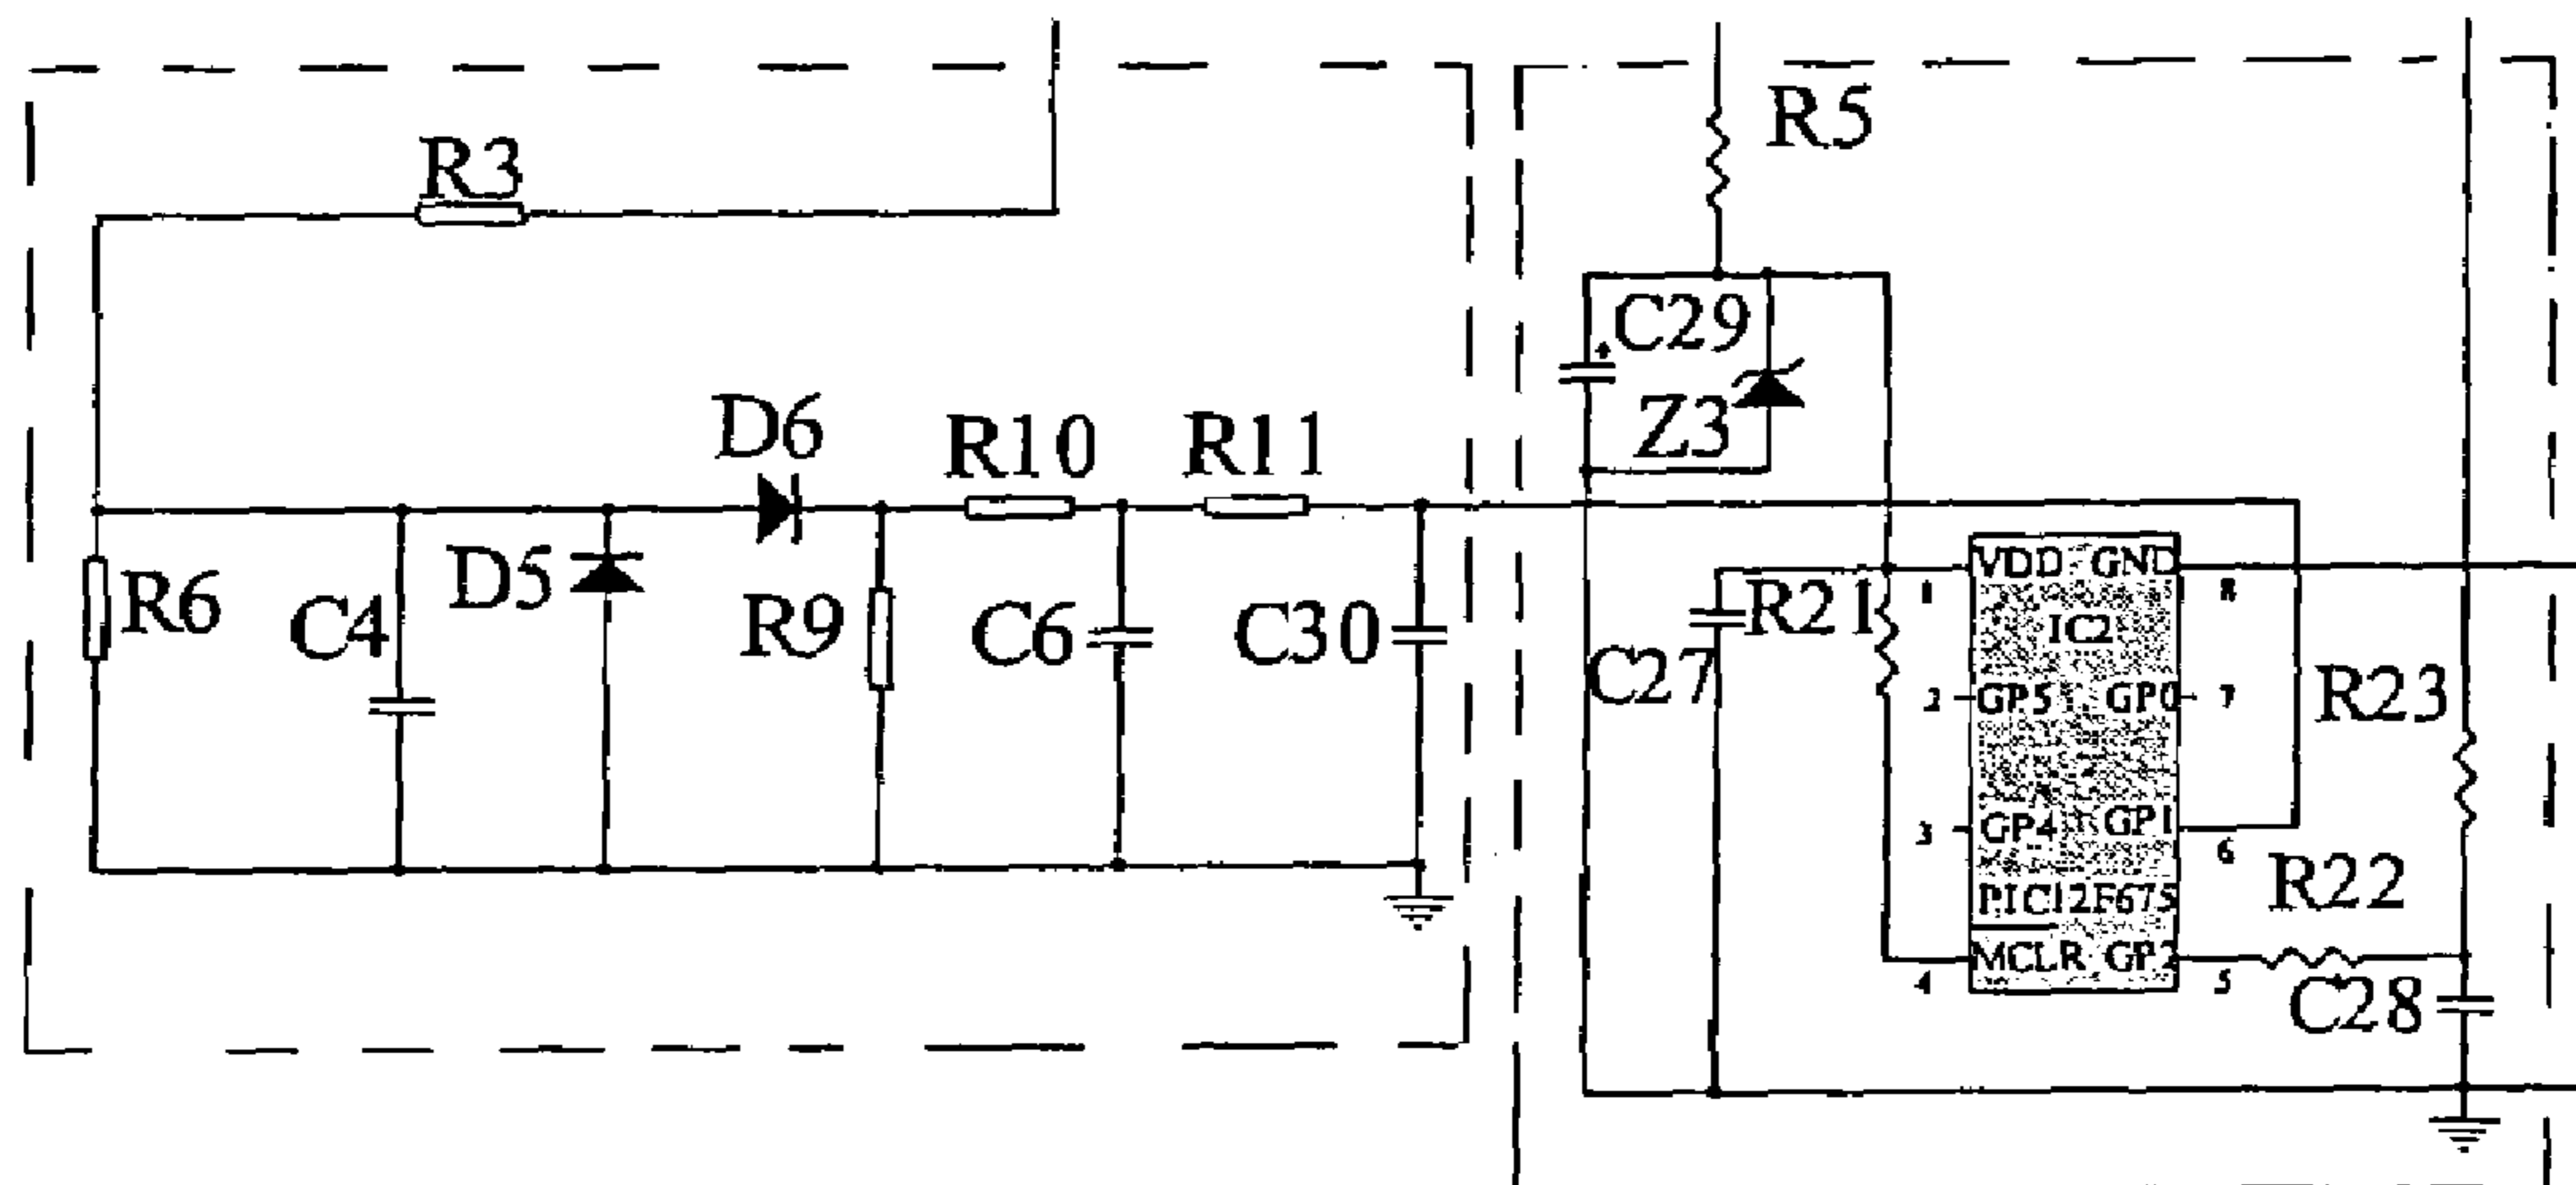 R3
R5
C29
Z3
D6
R10
R11
R6
C4
D5
R9
C6
C30
C27
R21
1
VDD
GND
8
IC2
2
GP5
GP0
7
R23
3
GP4
GP1
6
R22
PIC12F675
4
MCLR
GP2
5
C28